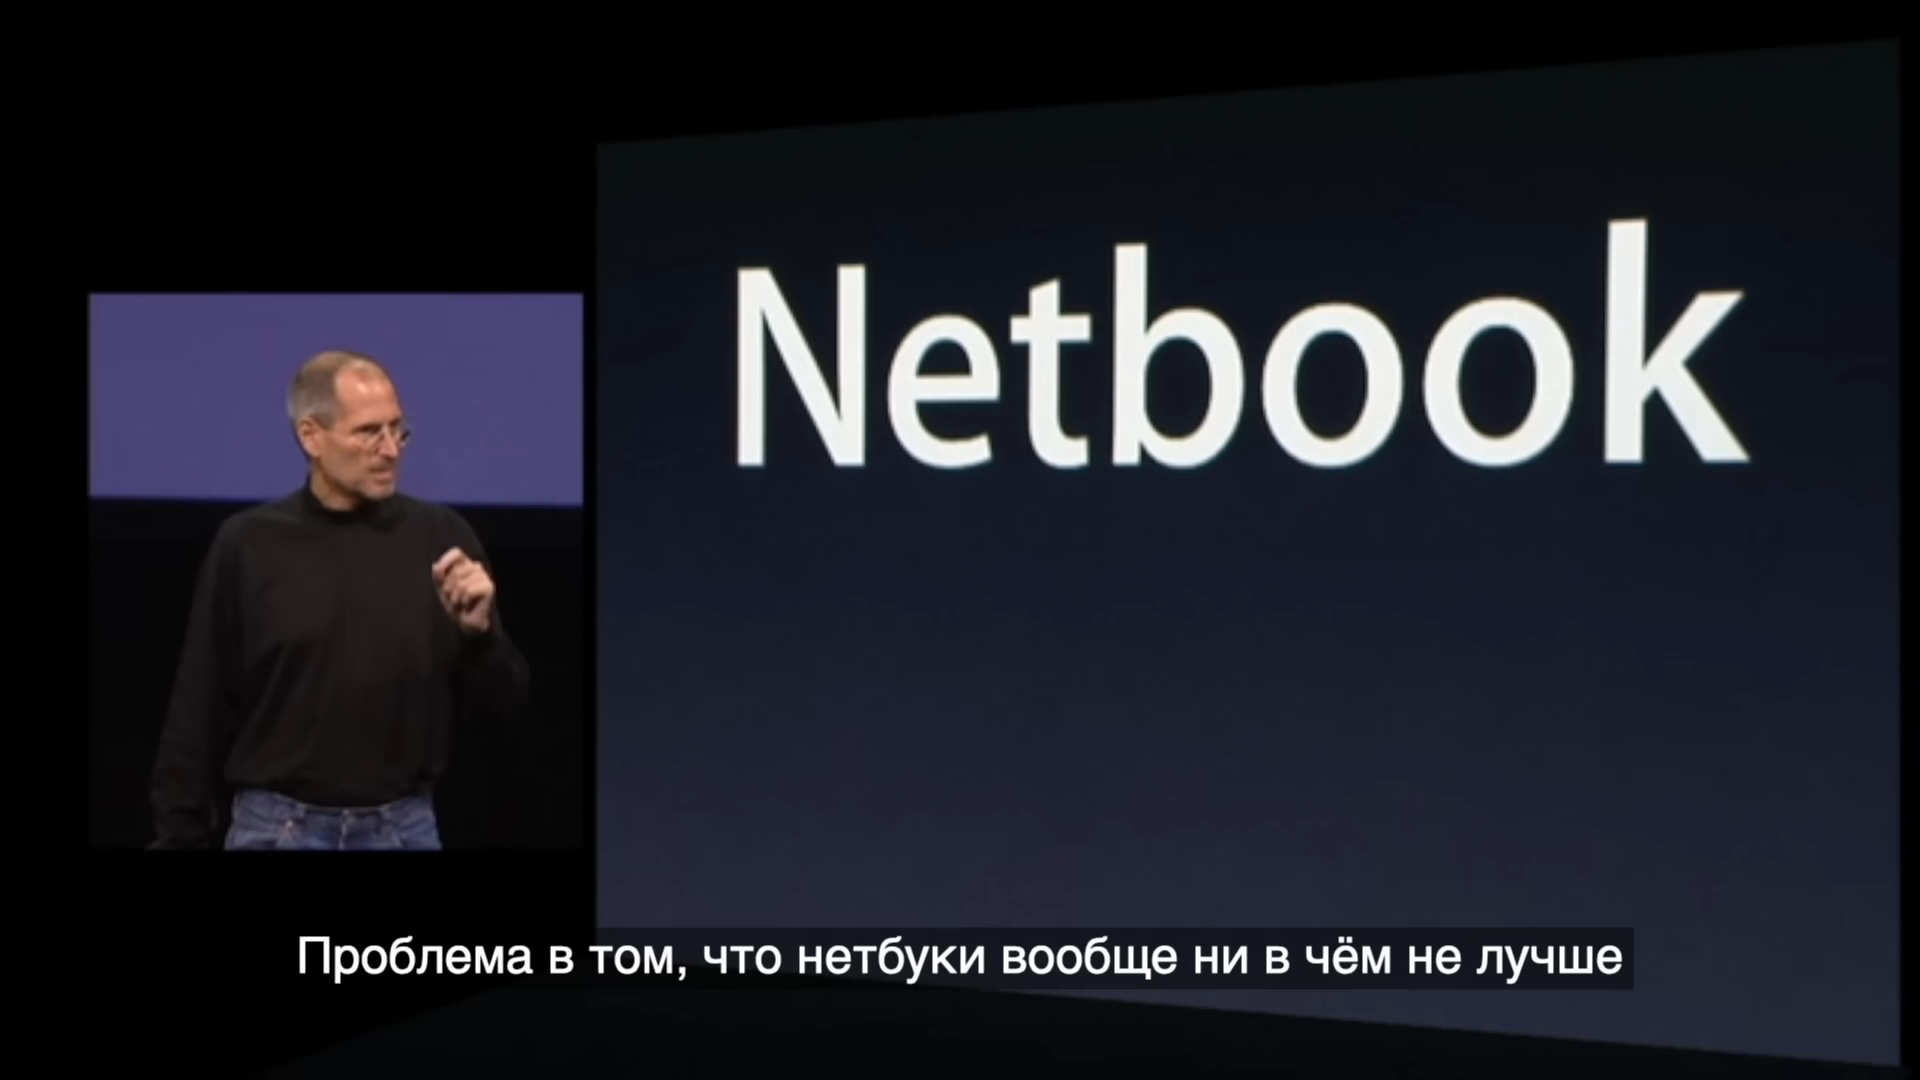 Netbook
Проблема в том, что нетбуки вообще ни в чём не лучше